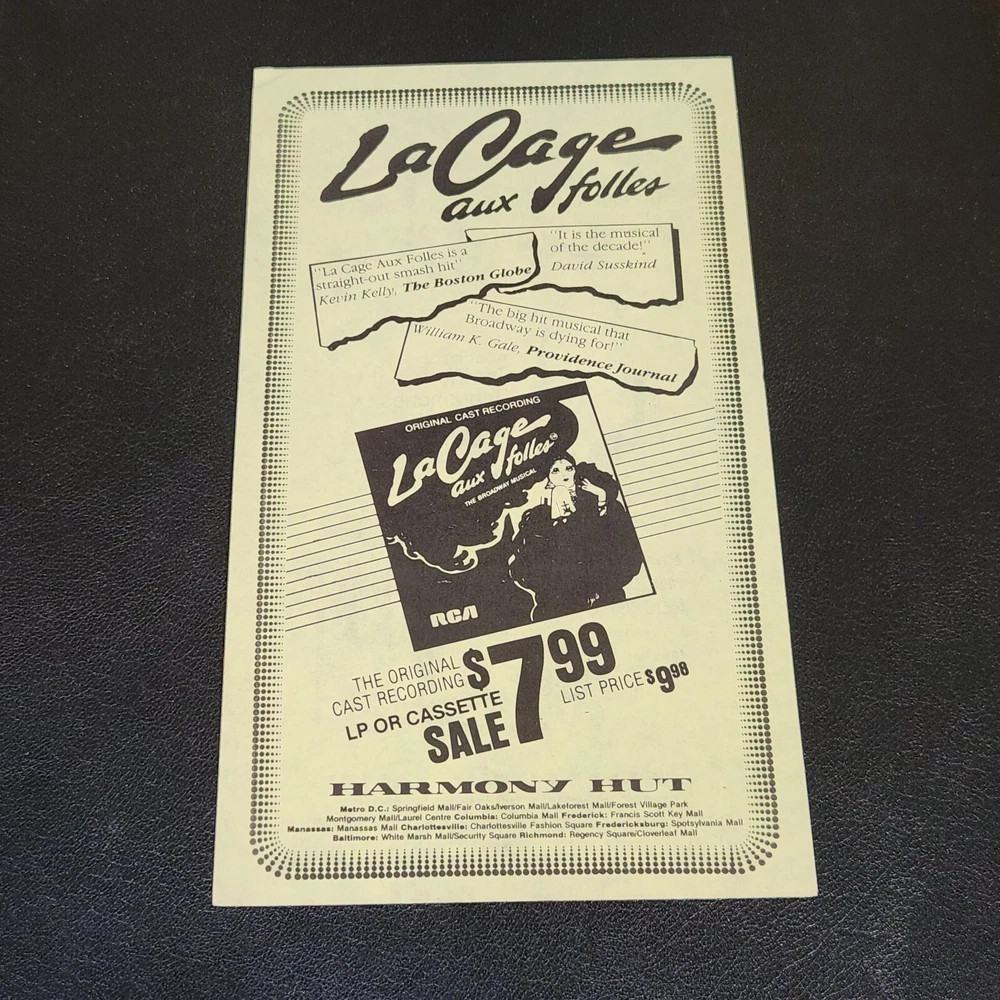 La Cage
aux folles
"La Cage Aux Folles is a
straight-out smash hit"
Kevin Kelly, The Boston Globe
"It is the musical
of the decade!"
David Susskind
"The big hit musical that
Broadway is dying for!"
William K. Gale, Providence Journal
ORIGINAL CAST RECORDING
La Cage
aux folles
THE BROADWAY MUSICAL
RCA
THE ORIGINAL
CAST RECORDING
LP OR CASSETTE
SALE
$7 99
LIST PRICE $9 98
HARMONY HUT
Metro D.C.: Springfield Mall/Fair Oaks/Iverson Mall/Lakeforest Mall/Forest Village Park
Montgomery Mall/Laurel Centre Columbia: Columbia Mall Frederick: Francis Scott Key Mall
Manassas: Manassas Mall Charlottesville: Charlottesville Fashion Square Fredericksburg: Spotsylvania Mall
Baltimore: White Marsh Mall/Security Square Richmond: Regency Square/Cloverleaf Mall